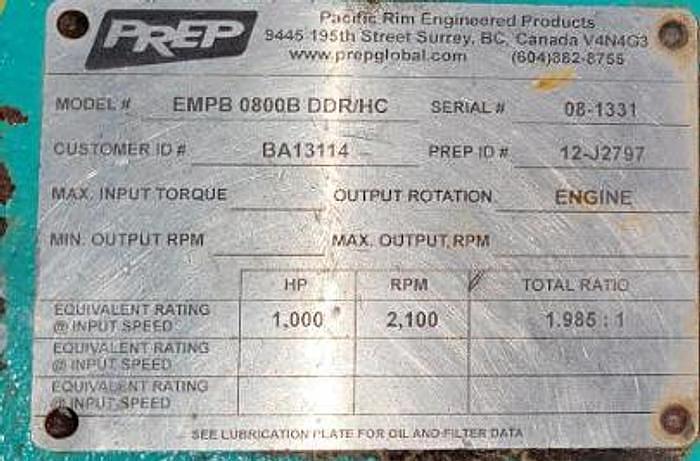 PREP
Pacific Rim Engineered Products
9445 195th Street Surrey, BC, Canada V4N4G3
www.prepglobal.com (604)882-8755
MODEL # EMPB 0800B DDR/HC SERIAL # 08-1331
CUSTOMER ID # BA13114 PREP ID # 12-J2797
MAX. INPUT TORQUE OUTPUT ROTATION ENGINE
MIN. OUTPUT RPM MAX. OUTPUT RPM
HP RPM TOTAL RATIO
EQUIVALENT RATING
@ INPUT SPEED 1,000 2,100 1.985 : 1
EQUIVALENT RATING
@ INPUT SPEED
EQUIVALENT RATING
@ INPUT SPEED
SEE LUBRICATION PLATE FOR OIL AND FILTER DATA